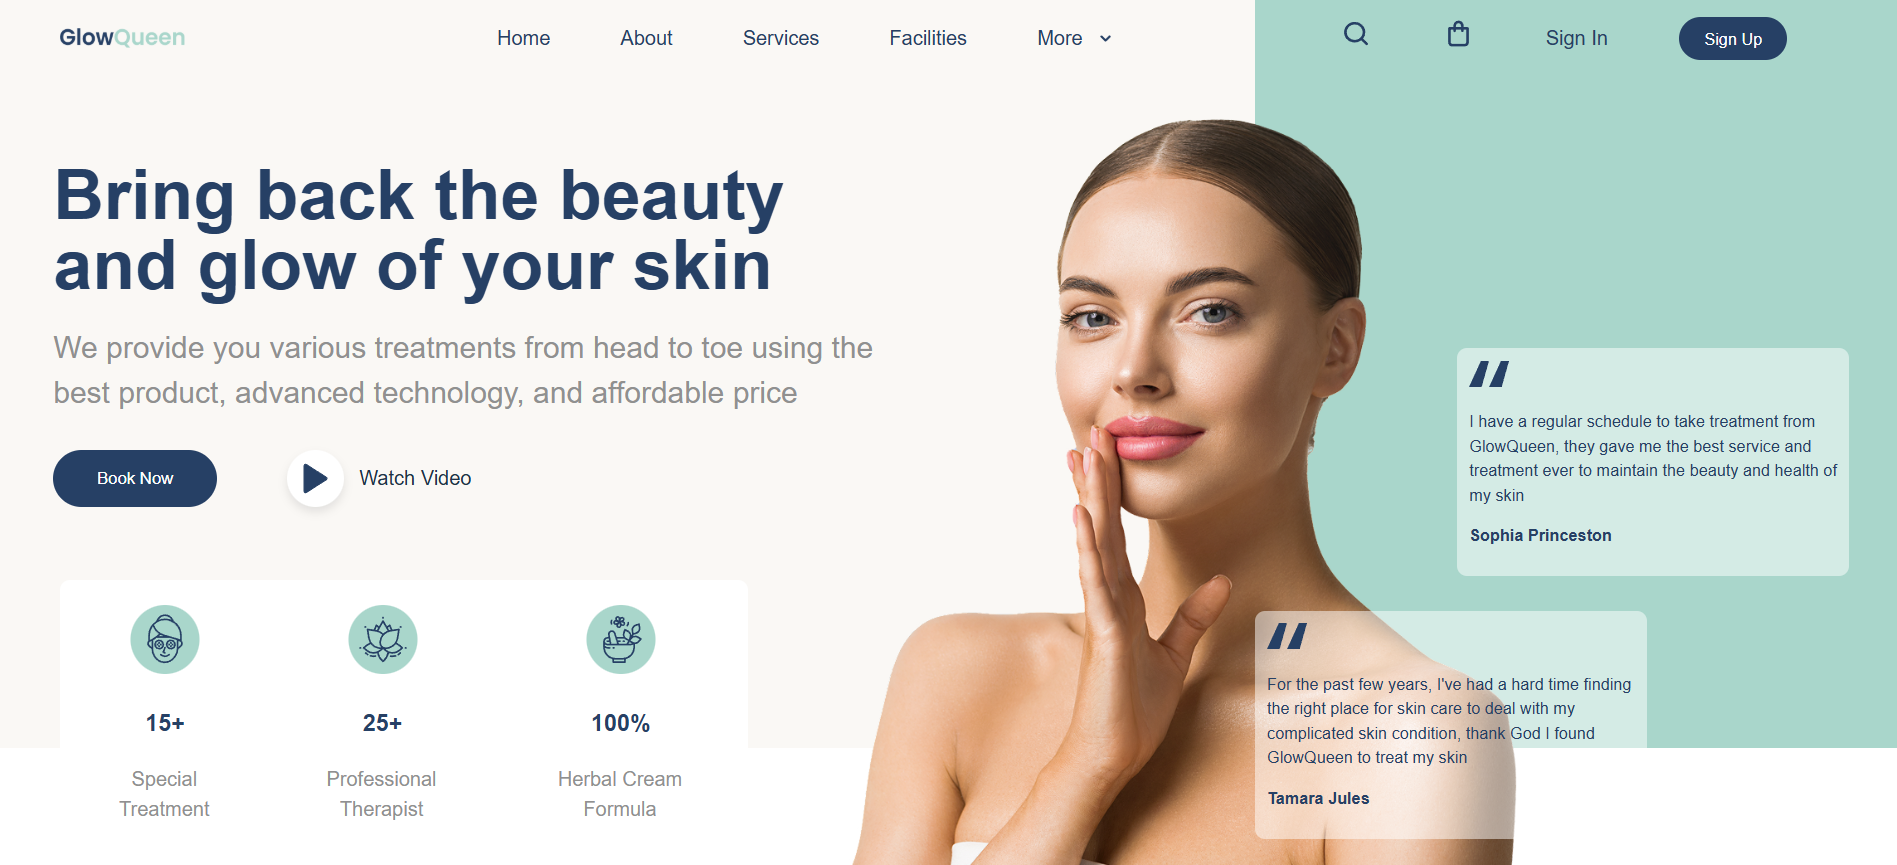 GlowQueen
Home
About
Services
Facilities
More
Sign In
Sign Up
Bring back the beauty
and glow of your skin
We provide you various treatments from head to toe using the
best product, advanced technology, and affordable price
Book Now
Watch Video
15+
Special
Treatment
25+
Professional
Therapist
100%
Herbal Cream
Formula
I have a regular schedule to take treatment from
GlowQueen, they gave me the best service and
treatment ever to maintain the beauty and health of
my skin
Sophia Princeston
For the past few years, I've had a hard time finding
the right place for skin care to deal with my
complicated skin condition, thank God I found
GlowQueen to treat my skin
Tamara Jules